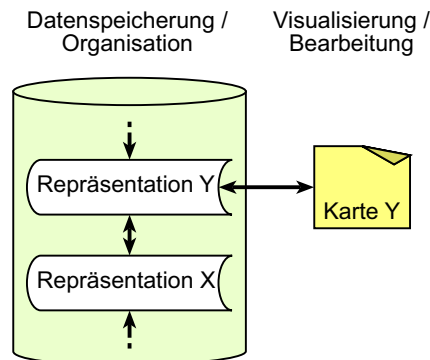 Datenspeicherung /
Organisation
Visualisierung /
Bearbeitung
Repräsentation Y
Karte Y
Repräsentation X